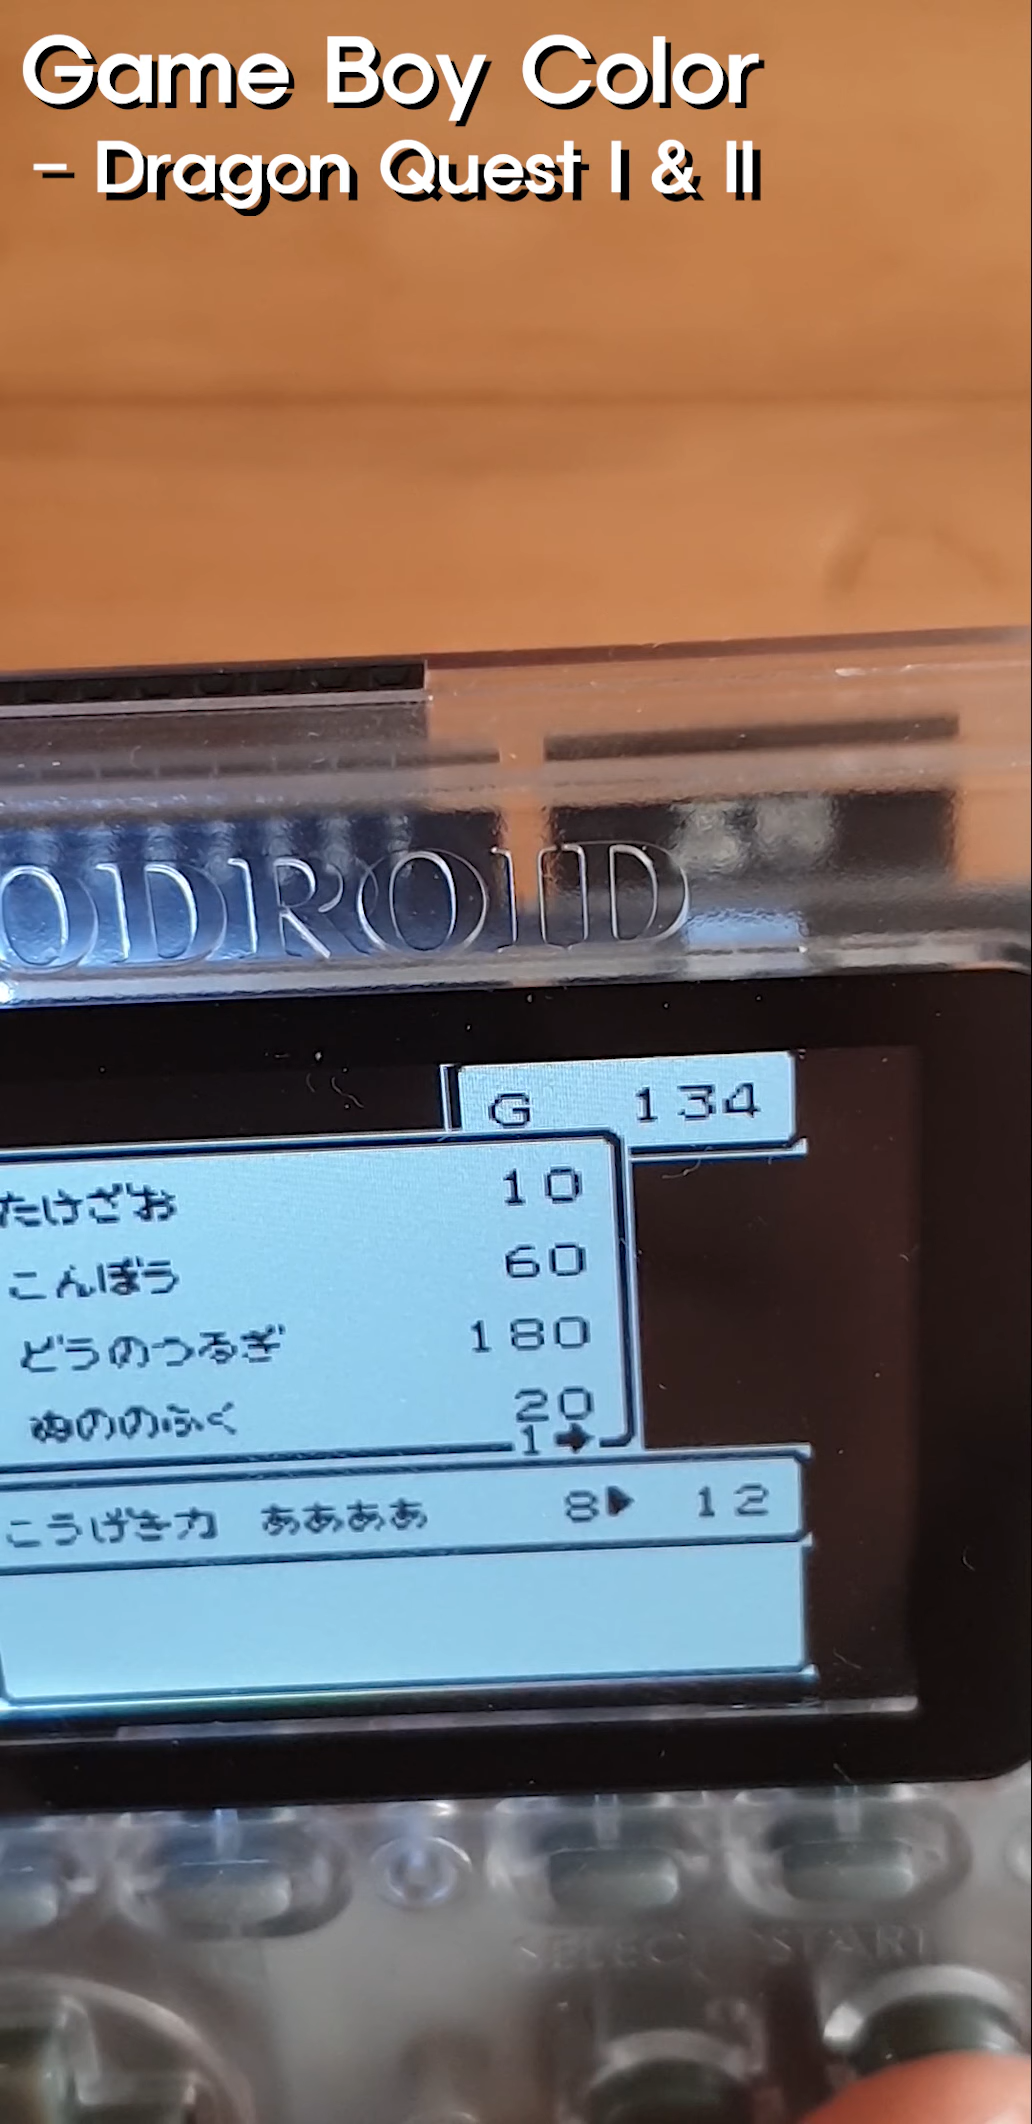 Game Boy Color
- Dragon Quest I & II
ODROID
G 134
たけざお 10
こんぼう 60
どうのつるぎ 180
ぬののふく 20
1
こうげき力 ああああ 8▶ 12
SELECT START